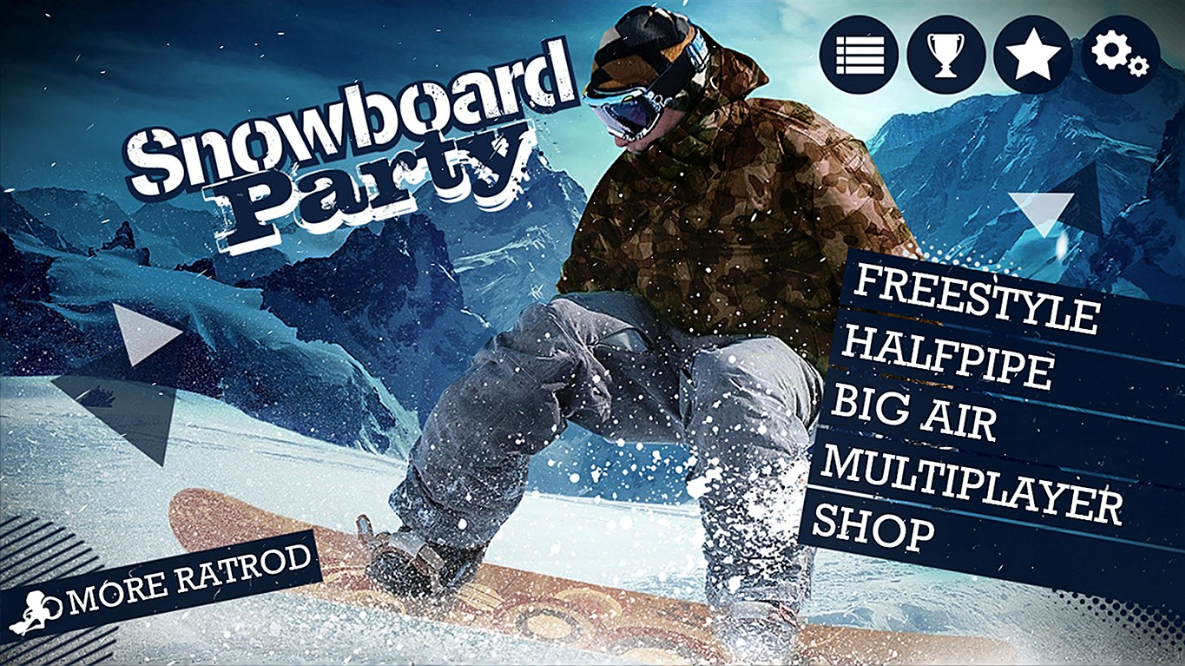 Snowboard
Party
FREESTYLE
HALFPIPE
BIG AIR
MULTIPLAYER
SHOP
MORE RATROD